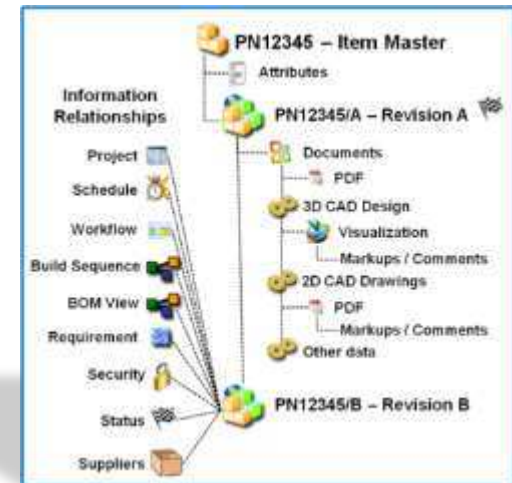 PN12345 – Item Master
Attributes
Information
Relationships
PN12345/A – Revision A
Project
Documents
PDF
Schedule
3D CAD Design
Workflow
Visualization
Markups / Comments
Build Sequence
2D CAD Drawings
BOM View
PDF
Markups / Comments
Requirement
Other data
Security
PN12345/B – Revision B
Status
Suppliers